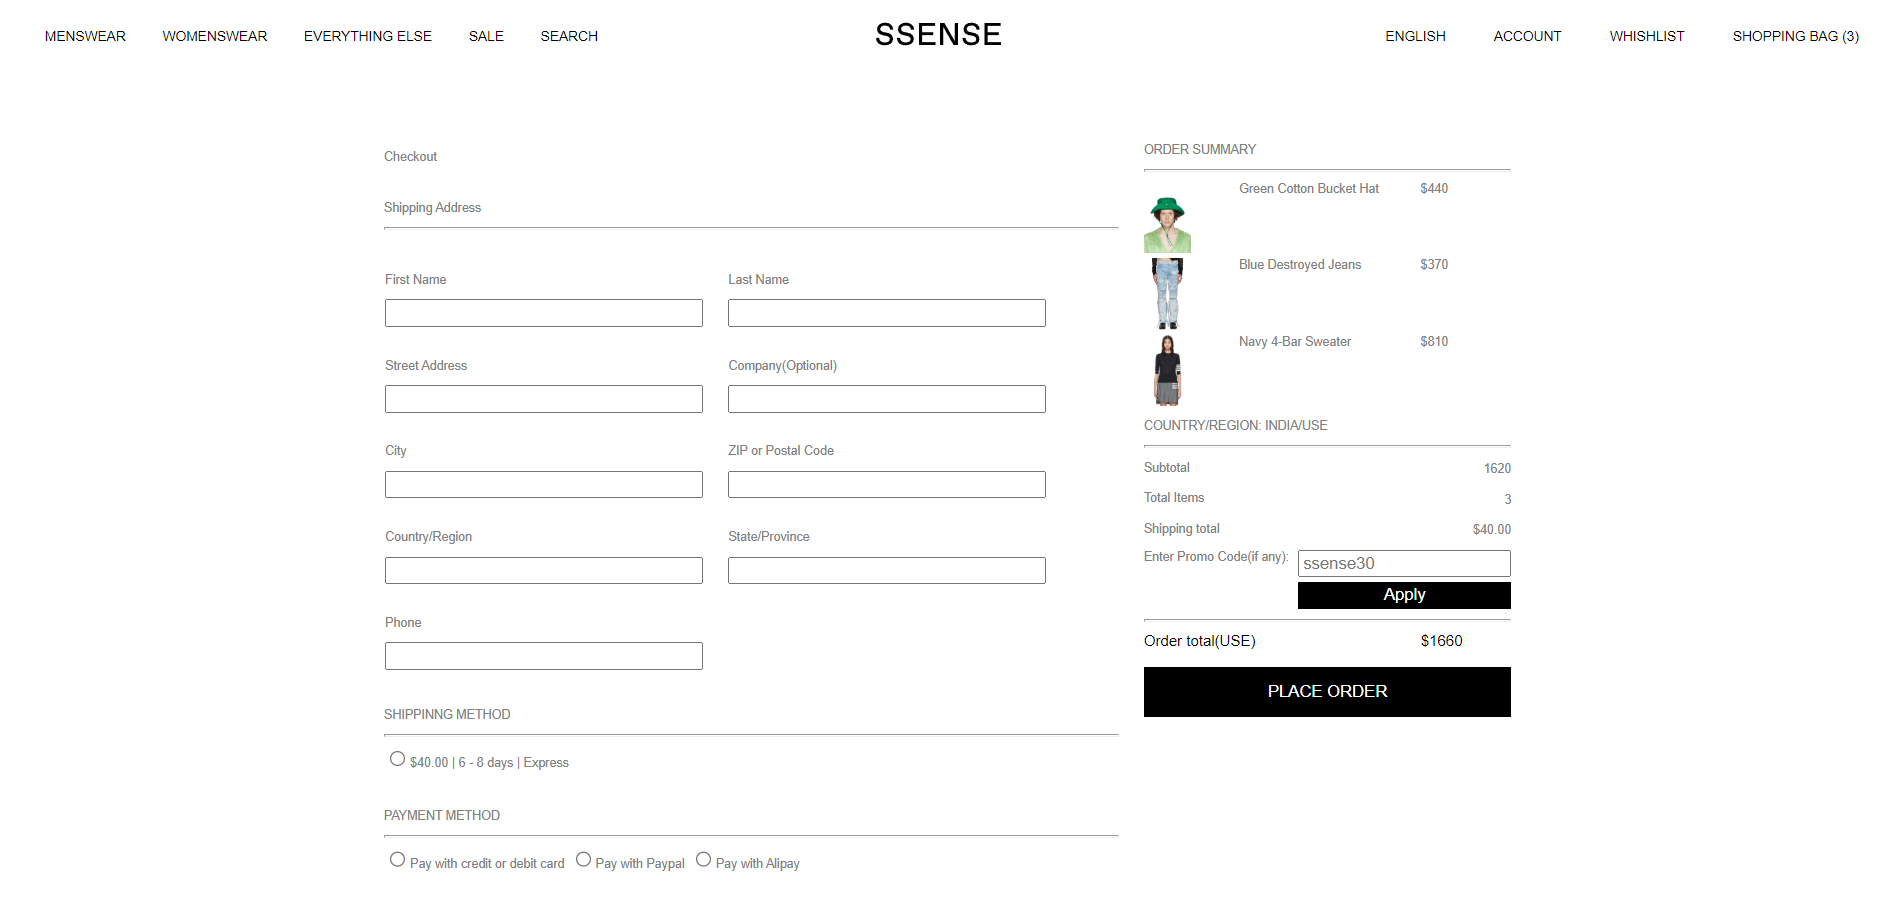 MENSWEAR WOMENSWEAR EVERYTHING ELSE SALE SEARCH SSENSE ENGLISH ACCOUNT WHISHLIST SHOPPING BAG (3)
Checkout
Shipping Address
First Name Last Name
Street Address Company(Optional)
City ZIP or Postal Code
Country/Region State/Province
Phone
SHIPPINNG METHOD
$40.00 | 6 - 8 days | Express
PAYMENT METHOD
Pay with credit or debit card Pay with Paypal Pay with Alipay
ORDER SUMMARY
Green Cotton Bucket Hat $440
Blue Destroyed Jeans $370
Navy 4-Bar Sweater $810
COUNTRY/REGION: INDIA/USE
Subtotal 1620
Total Items 3
Shipping total $40.00
Enter Promo Code(if any): ssense30
Apply
Order total(USE) $1660
PLACE ORDER